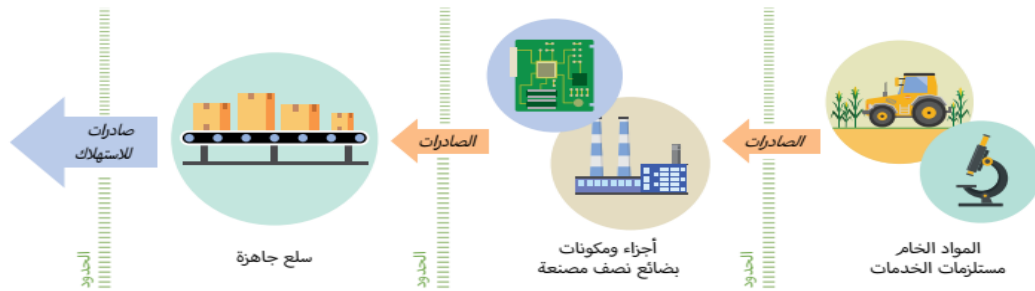 المواد الخام
مستلزمات الخدمات
الحدود
الصادرات
أجزاء ومكونات
بضائع نصف مصنعة
الحدود
الصادرات
سلع جاهزة
الحدود
صادرات
للاستهلاك